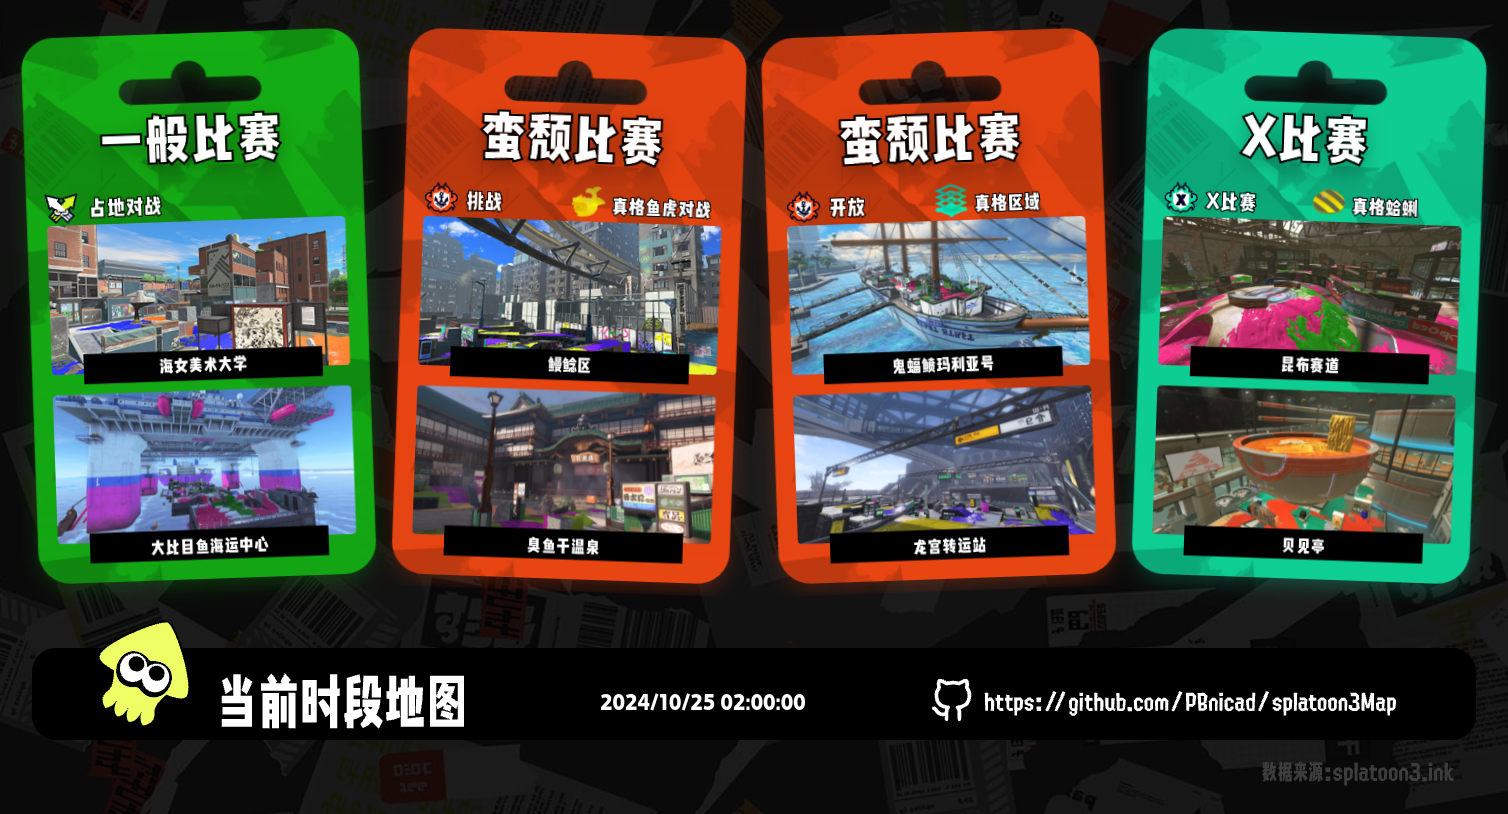 一般比赛
占地对战
海女美术大学
大比目鱼海运中心
蛮颓比赛
挑战
真格鱼虎对战
鳗鲶区
臭鱼干温泉
蛮颓比赛
开放
真格区域
鬼蝠鲼玛利亚号
龙宫转运站
X比赛
X比赛
真格蛤蜊
昆布赛道
贝见亭
当前时段地图
2024/10/25 02:00:00
https://github.com/PBnicad/splatoon3Map
数据来源:splatoon3.ink